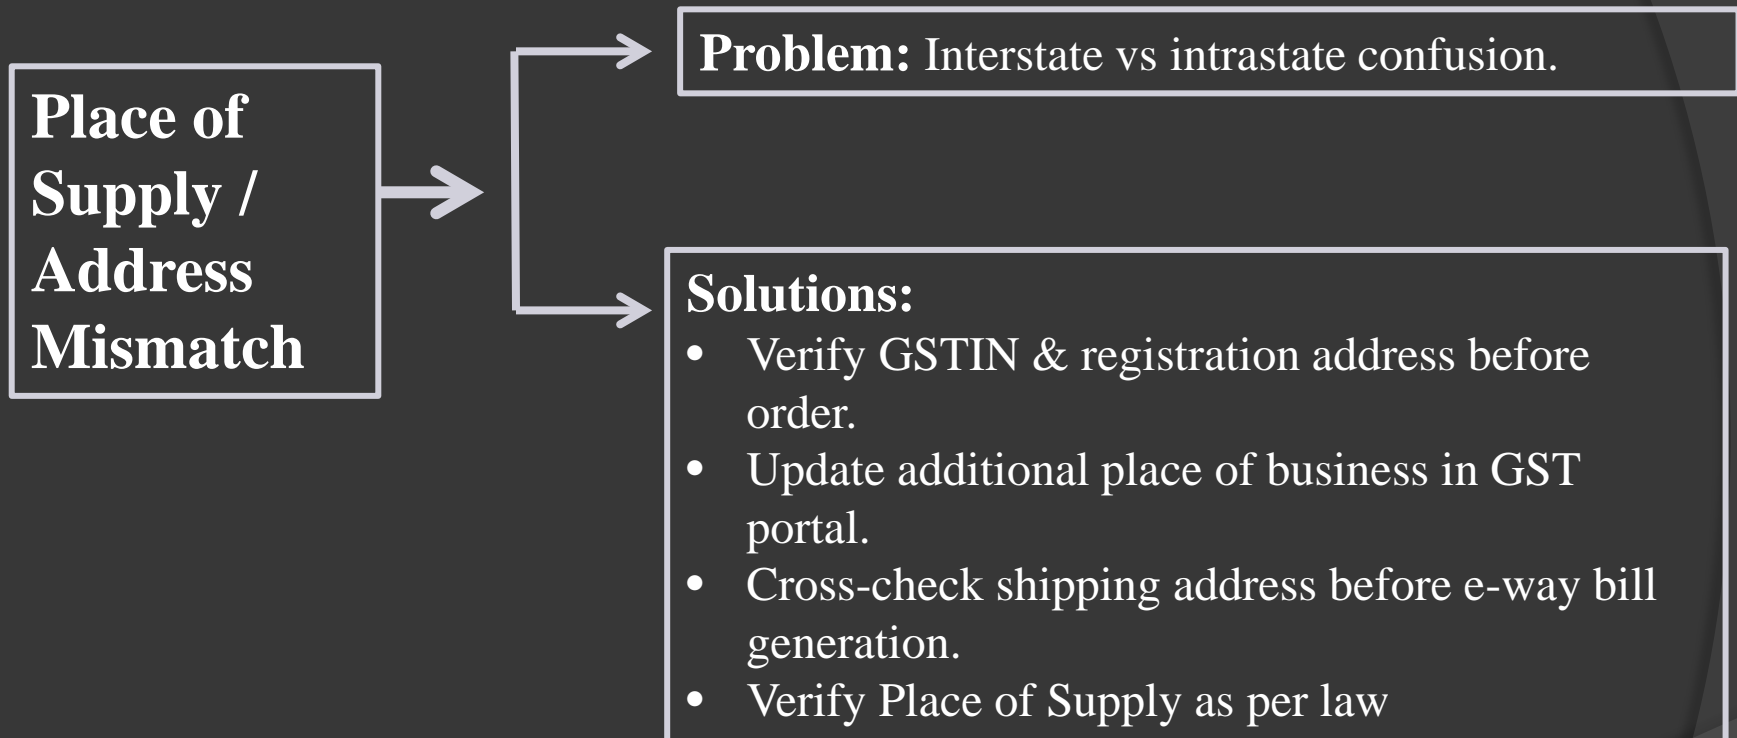 Place of
Supply /
Address
Mismatch
Problem: Interstate vs intrastate confusion.
Solutions:
• Verify GSTIN & registration address before
order.
• Update additional place of business in GST
portal.
• Cross-check shipping address before e-way bill
generation.
• Verify Place of Supply as per law